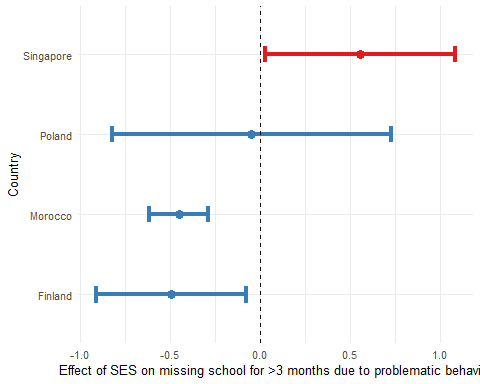 Country
Singapore
Poland
Morocco
Finland
-1.0 -0.5 0.0 0.5 1.0
Effect of SES on missing school for >3 months due to problematic behavi